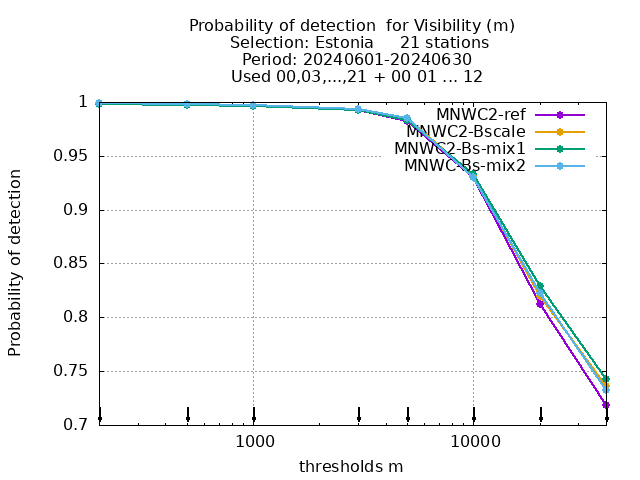 Probability of detection  for Visibility (m)
Selection: Estonia     21 stations
Period: 20240601-20240630
Used 00,03,...,21 + 00 01 ... 12
MNWC2-ref
MNWC2-Bscale
MNWC2-Bs-mix1
MNWC-Bs-mix2
Probability of detection
1
0.95
0.9
0.85
0.8
0.75
0.7
1000
10000
thresholds m